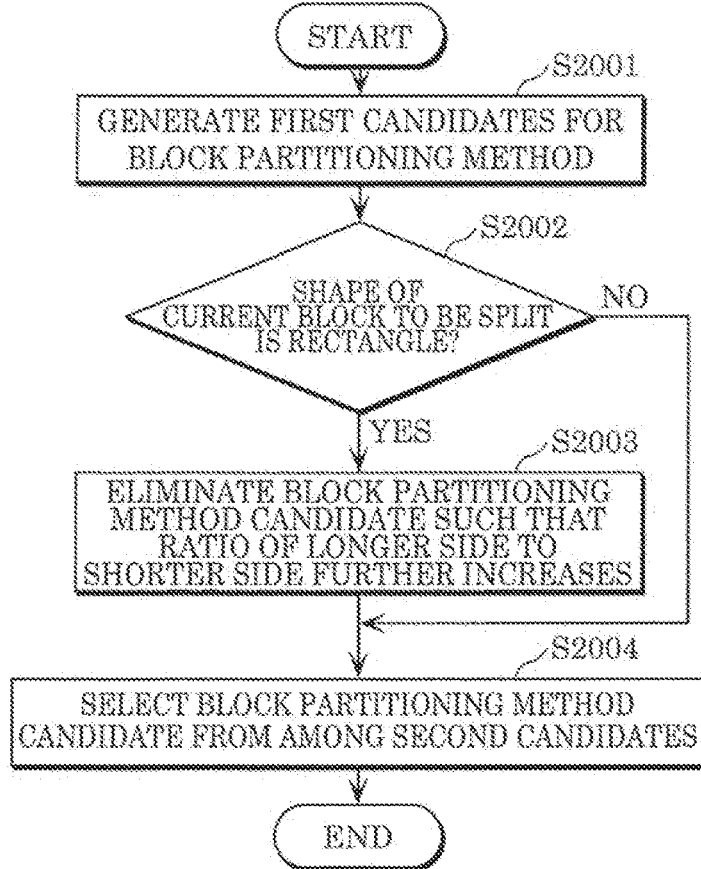 START
S2001
GENERATE FIRST CANDIDATES FOR
BLOCK PARTITIONING METHOD
S2002
SHAPE OF
CURRENT BLOCK TO BE SPLIT
IS RECTANGLE?
NO
YES
S2003
ELIMINATE BLOCK PARTITIONING
METHOD CANDIDATE SUCH THAT
RATIO OF LONGER SIDE TO
SHORTER SIDE FURTHER INCREASES
S2004
SELECT BLOCK PARTITIONING METHOD
CANDIDATE FROM AMONG SECOND CANDIDATES
END